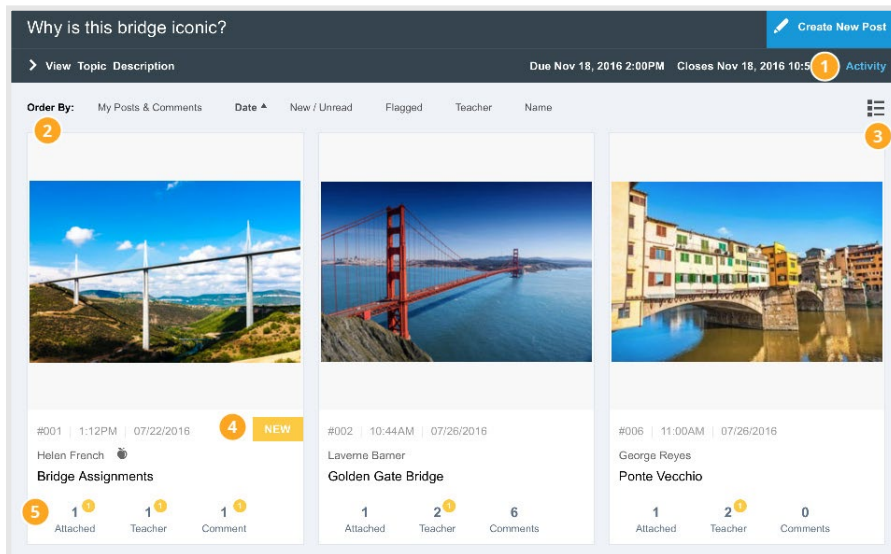 Why is this bridge iconic?
Create New Post
View Topic Description
Due Nov 18, 2016 2:00PM Closes Nov 18, 2016 10:5
1
Activity
Order By: My Posts & Comments Date New / Unread Flagged Teacher Name
2
3
#001 | 1:12PM | 07/22/2016
4
NEW
Helen French
Bridge Assignments
5
1 1 1 1 1 1
Attached Teacher Comment
#002 | 10:44AM | 07/26/2016
Laverne Barner
Golden Gate Bridge
1 2 1 6
Attached Teacher Comments
#006 | 11:00AM | 07/26/2016
George Reyes
Ponte Vecchio
1 2 1 0
Attached Teacher Comments